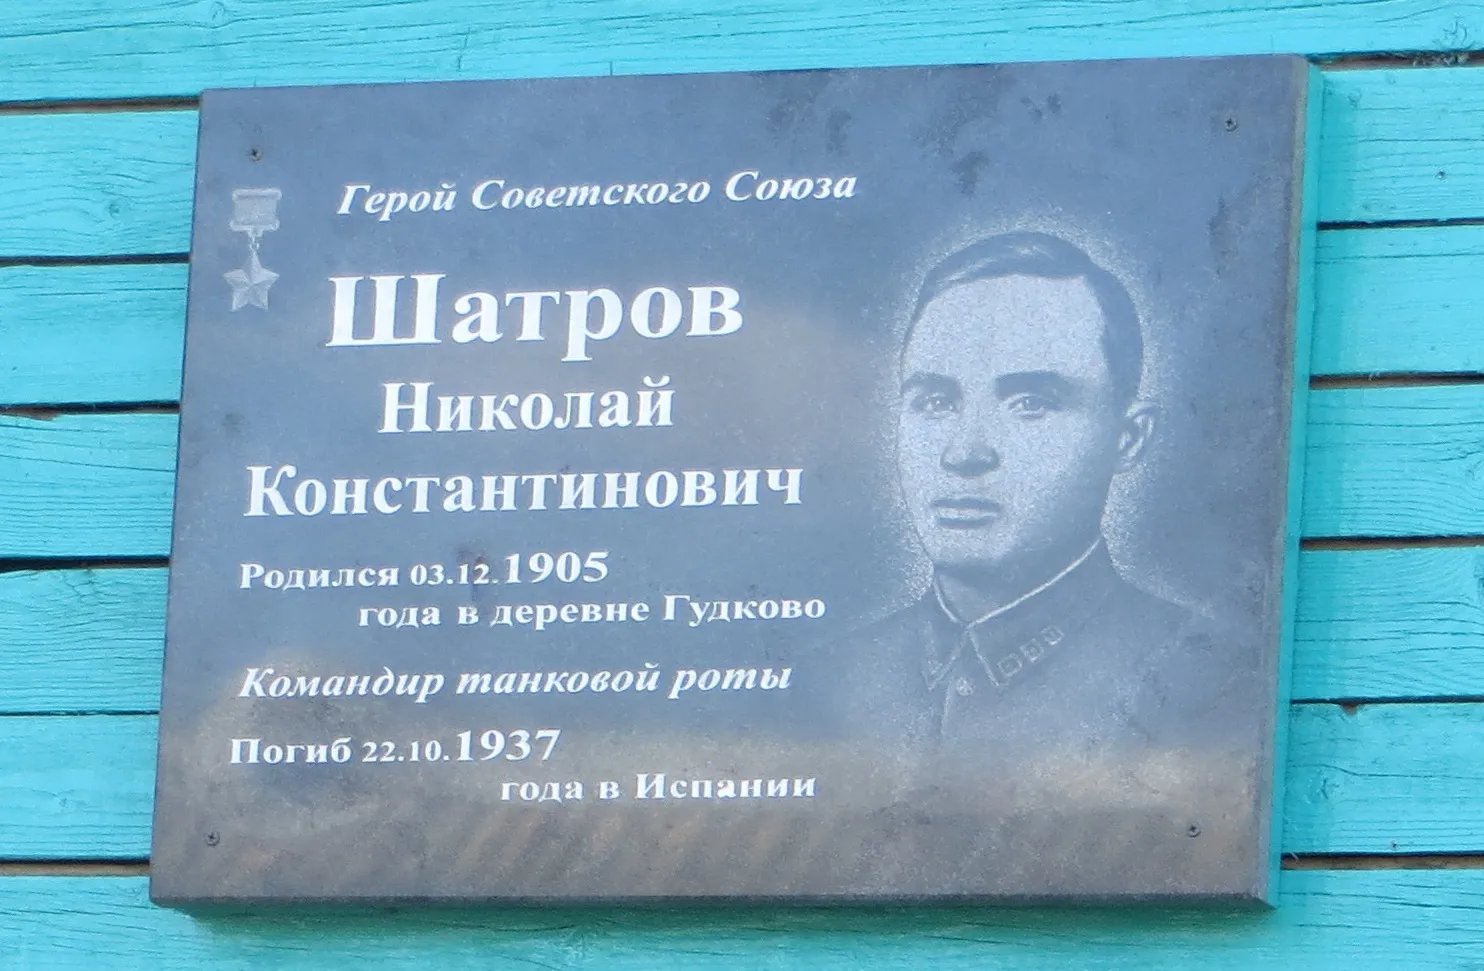 Герой Советского Союза
Шатров
Николай
Константинович
Родился 03.12.1905
года в деревне Гудково
Командир танковой роты
Погиб 22.10.1937
года в Испании